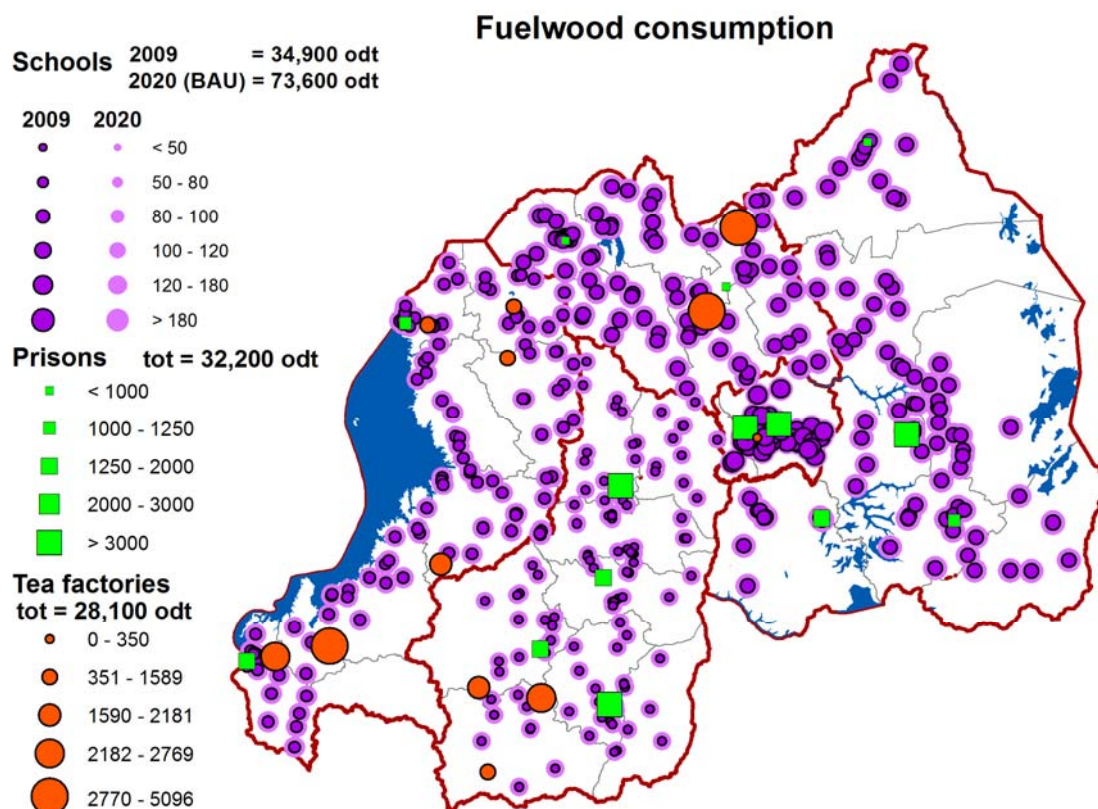 Fuelwood consumption
Schools 2009 = 34,900 odt
2020 (BAU) = 73,600 odt
2009 2020
< 50
50 - 80
80 - 100
100 - 120
120 - 180
> 180
Prisons tot = 32,200 odt
< 1000
1000 - 1250
1250 - 2000
2000 - 3000
> 3000
Tea factories
tot = 28,100 odt
0 - 350
351 - 1589
1590 - 2181
2182 - 2769
2770 - 5096